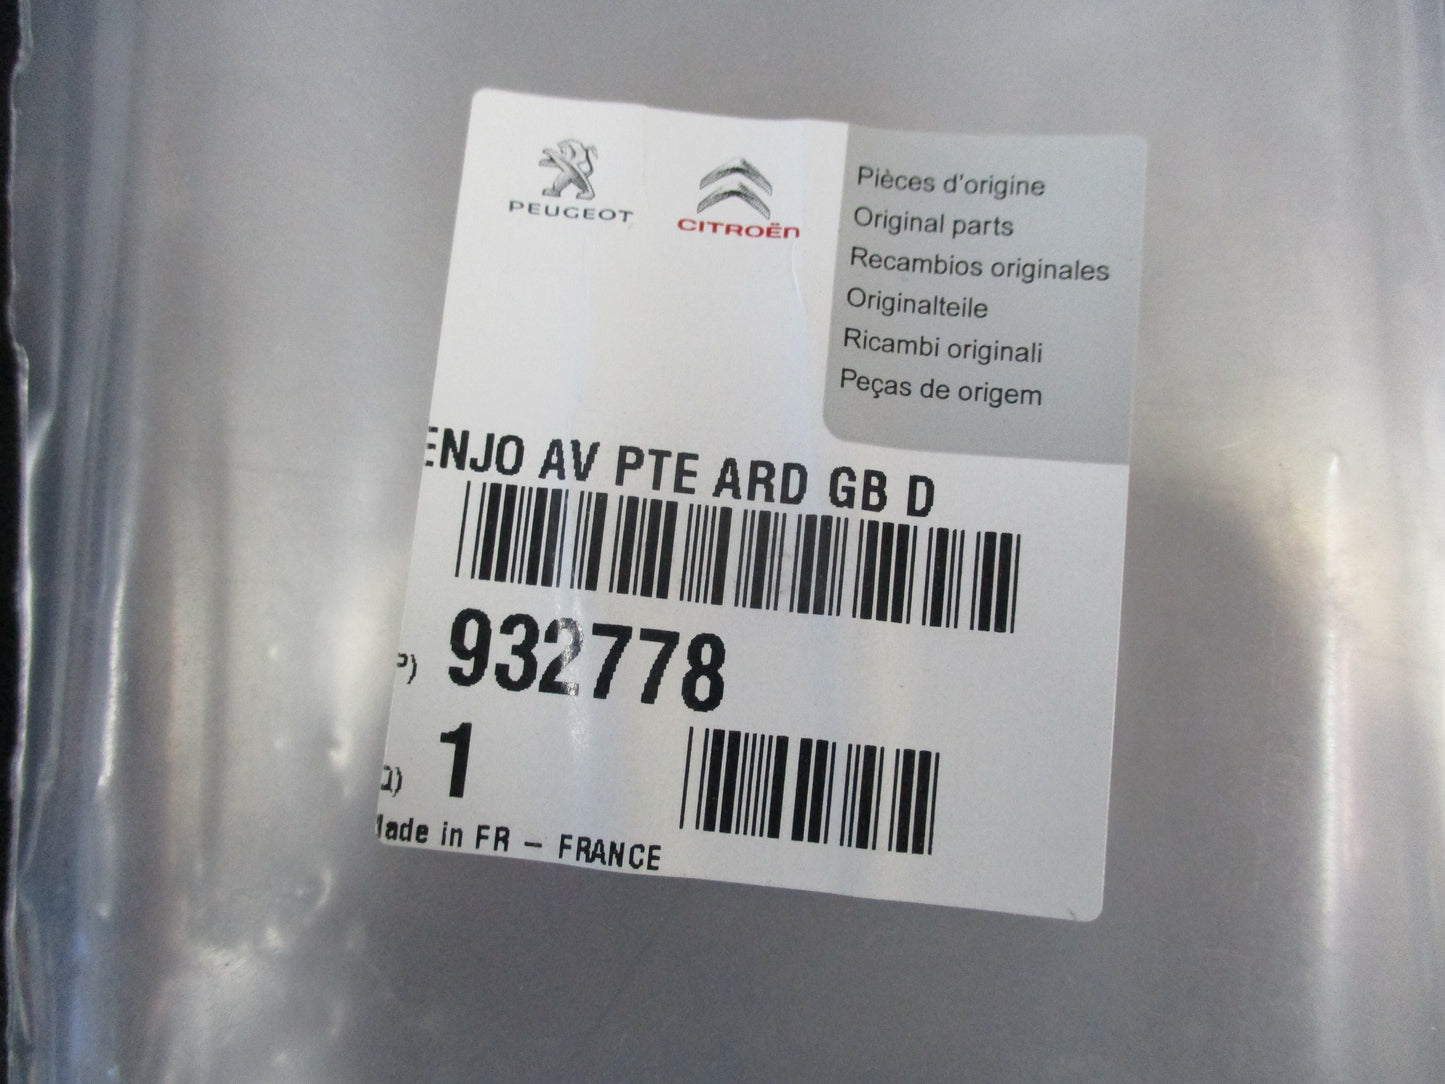 PEUGEOT
CITROËN
Pièces d'origine
Original parts
Recambios originales
Originalteile
Ricambi originali
Peças de origem
ENJO AV PTE ARD GB D
P) 932778
Q) 1
Made in FR - FRANCE